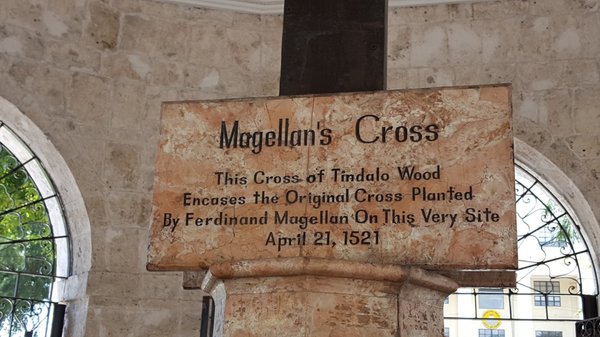 Magellan's Cross
This Cross of Tindalo Wood
Encases the Original Cross Planted
By Ferdinand Magellan On This Very Site
April 21, 1521